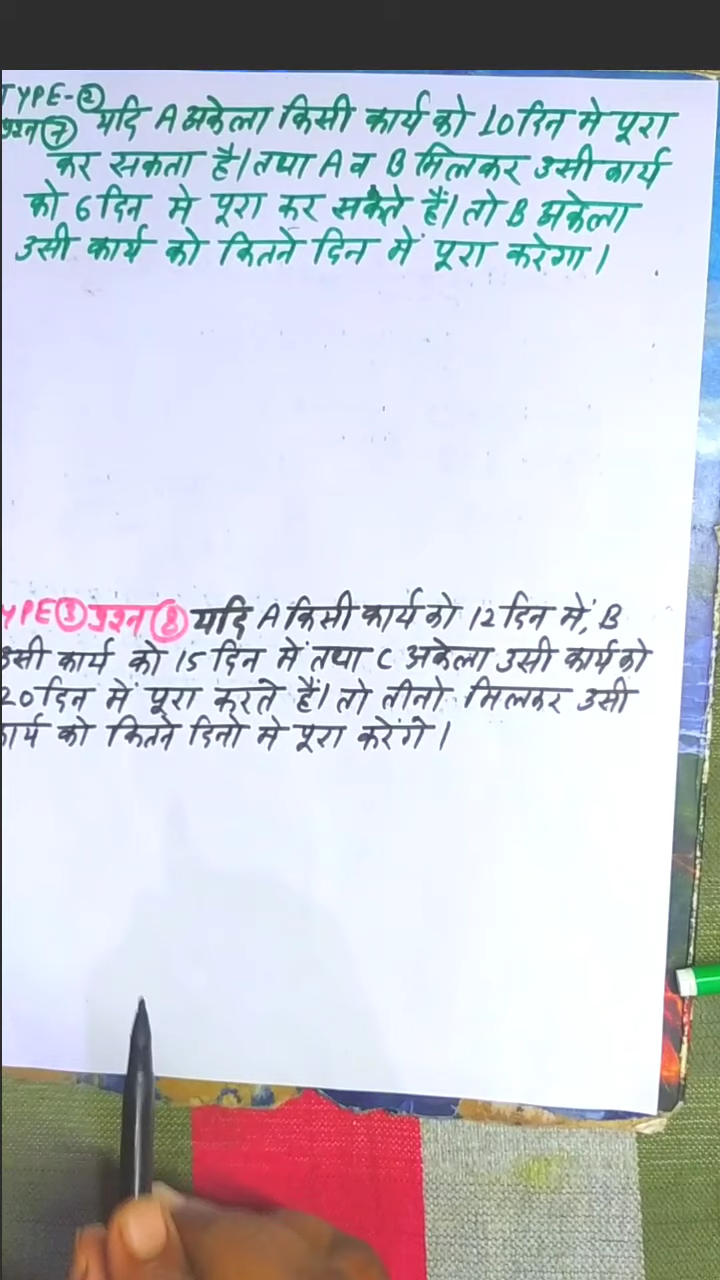 TYPE-②
प्रश्न⑦ यदि A अकेला किसी कार्य को 10 दिन मे पूरा
कर सकता है। तथा A व B मिलकर उसी कार्य
को 6 दिन मे पूरा कर सकते हैं। तो B अकेला
उसी कार्य को कितने दिन में पूरा करेगा।
YPE③ प्रश्न⑧ यदि A किसी कार्य को 12 दिन में, B
उसी कार्य को 15 दिन में तथा C अकेला उसी कार्य को
20 दिन में पूरा करते हैं। तो तीनो मिलकर उसी
कार्य को कितने दिनो मे पूरा करेंगे।